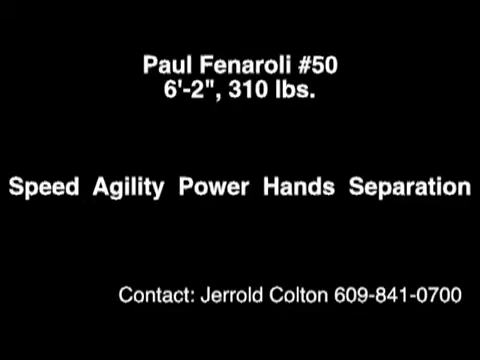 Paul Fenaroli #50
6'-2", 310 lbs.
Speed Agility Power Hands Separation
Contact: Jerrold Colton 609-841-0700